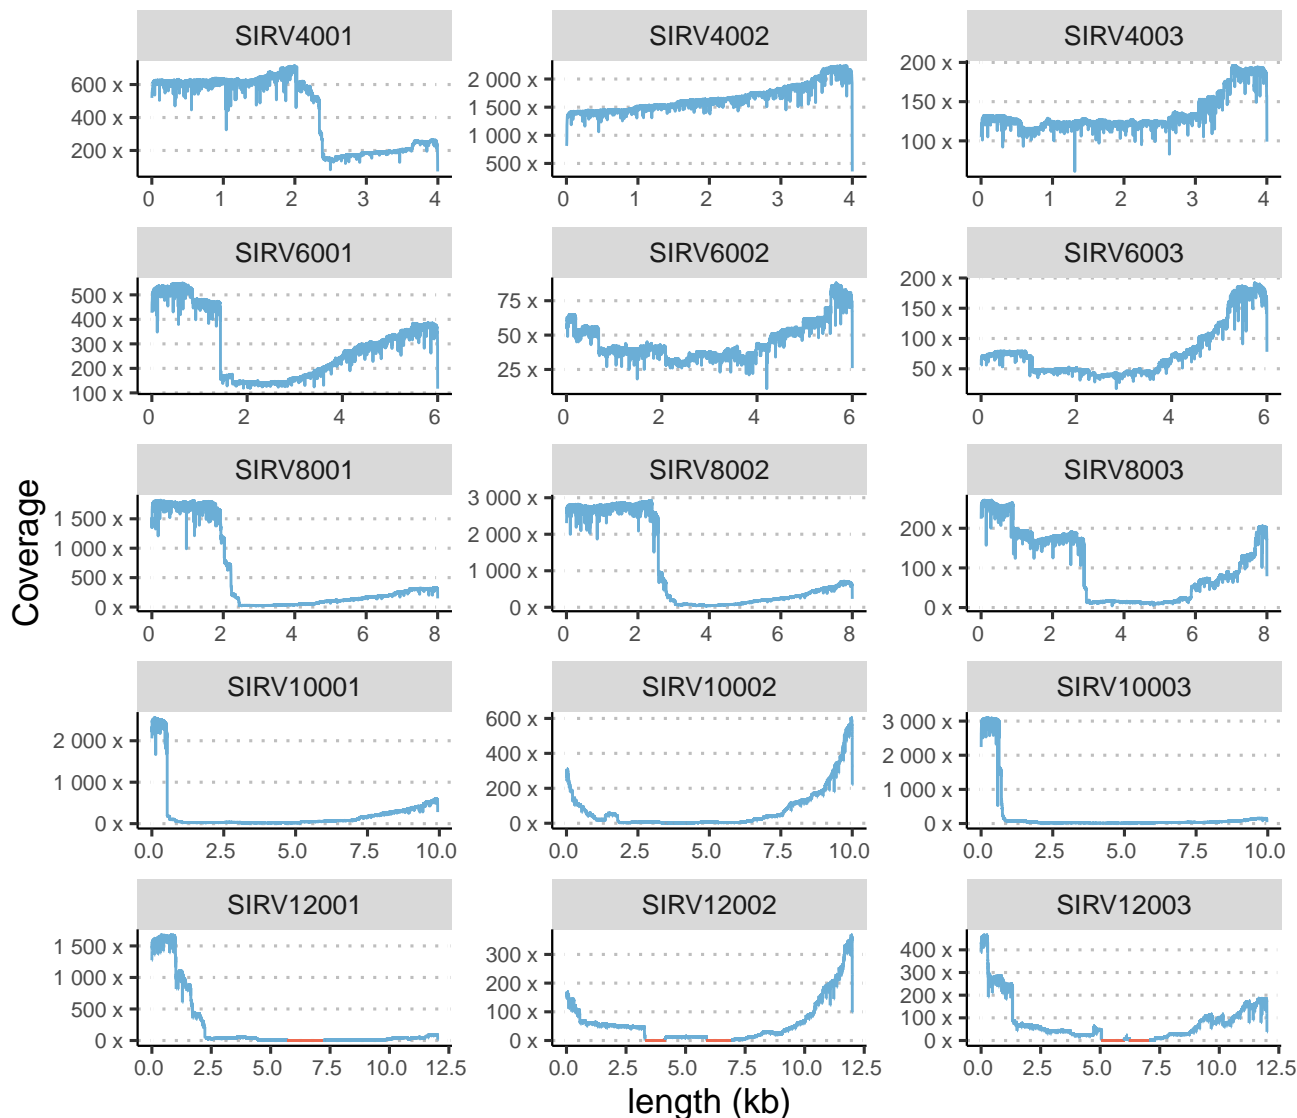 SIRV4001 SIRV4002 SIRV4003
600 x
400 x
200 x
0 1 2 3 4
2 000 x
1 500 x
1 000 x
500 x
0 1 2 3 4
200 x
150 x
100 x
0 1 2 3 4
SIRV6001 SIRV6002 SIRV6003
500 x
400 x
300 x
200 x
100 x
0 2 4 6
75 x
50 x
25 x
0 2 4 6
200 x
150 x
100 x
50 x
0 2 4 6
Coverage
SIRV8001 SIRV8002 SIRV8003
1 500 x
1 000 x
500 x
0 x
0 2 4 6 8
3 000 x
2 000 x
1 000 x
0 x
0 2 4 6 8
200 x
100 x
0 x
0 2 4 6 8
SIRV10001 SIRV10002 SIRV10003
2 000 x
1 000 x
0 x
0.0 2.5 5.0 7.5 10.0
600 x
400 x
200 x
0 x
0.0 2.5 5.0 7.5 10.0
3 000 x
2 000 x
1 000 x
0 x
0.0 2.5 5.0 7.5 10.0
SIRV12001 SIRV12002 SIRV12003
1 500 x
1 000 x
500 x
0 x
0.0 2.5 5.0 7.5 10.0 12.5
300 x
200 x
100 x
0 x
0.0 2.5 5.0 7.5 10.0 12.5
400 x
300 x
200 x
100 x
0 x
0.0 2.5 5.0 7.5 10.0 12.5
length (kb)